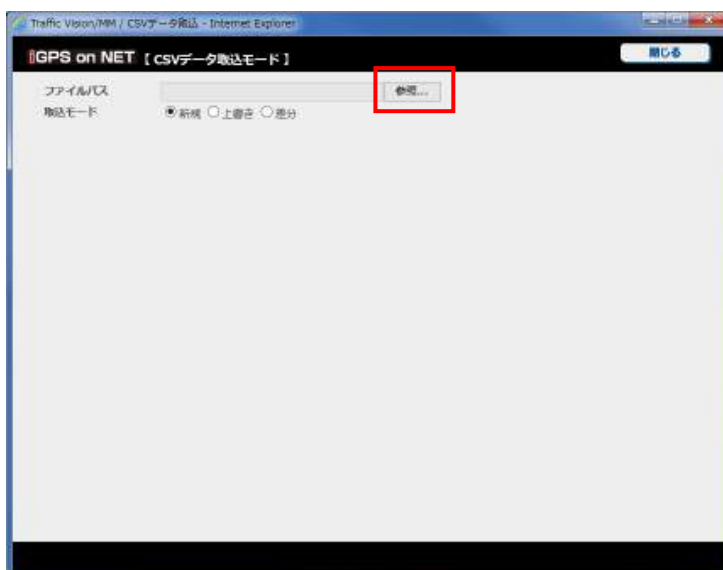 Traffic Vision/MM / CSVデータ取込 - Internet Explorer
iGPS on NET 【 CSVデータ取込モード 】
閉じる
ファイルパス
参照...
取込モード
新規 上書き 差分